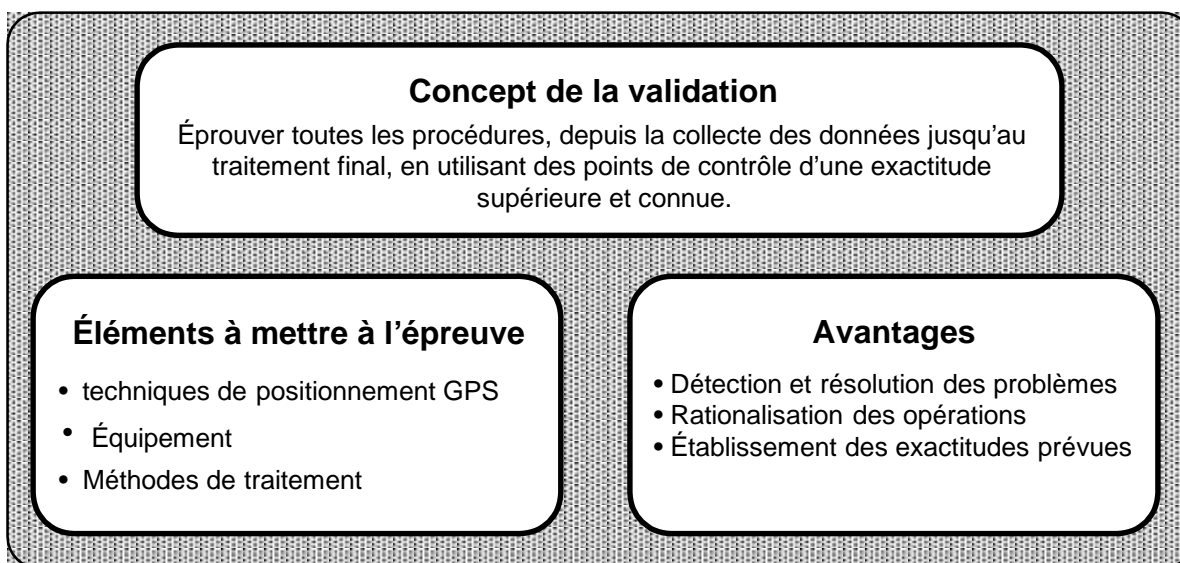 Concept de la validation
Éprouver toutes les procédures, depuis la collecte des données jusqu’au
traitement final, en utilisant des points de contrôle d’une exactitude
supérieure et connue.
Éléments à mettre à l’épreuve
• techniques de positionnement GPS
• Équipement
• Méthodes de traitement
Avantages
• Détection et résolution des problèmes
• Rationalisation des opérations
• Établissement des exactitudes prévues